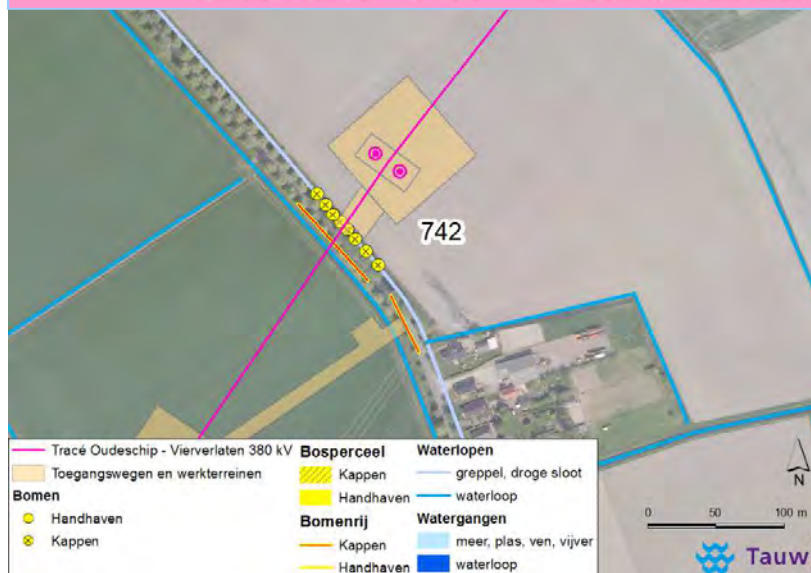 742
Tracé Oudeschip - Vierverlaten 380 kV
Toegangswegen en werkterreinen
Bomen
Handhaven
Kappen
Bosperceel
Kappen
Handhaven
Bomenrij
Kappen
Handhaven
Waterlopen
greppel, droge sloot
waterloop
Watergangen
meer, plas, ven, vijver
waterloop
N
0 50 100 m
Tauw